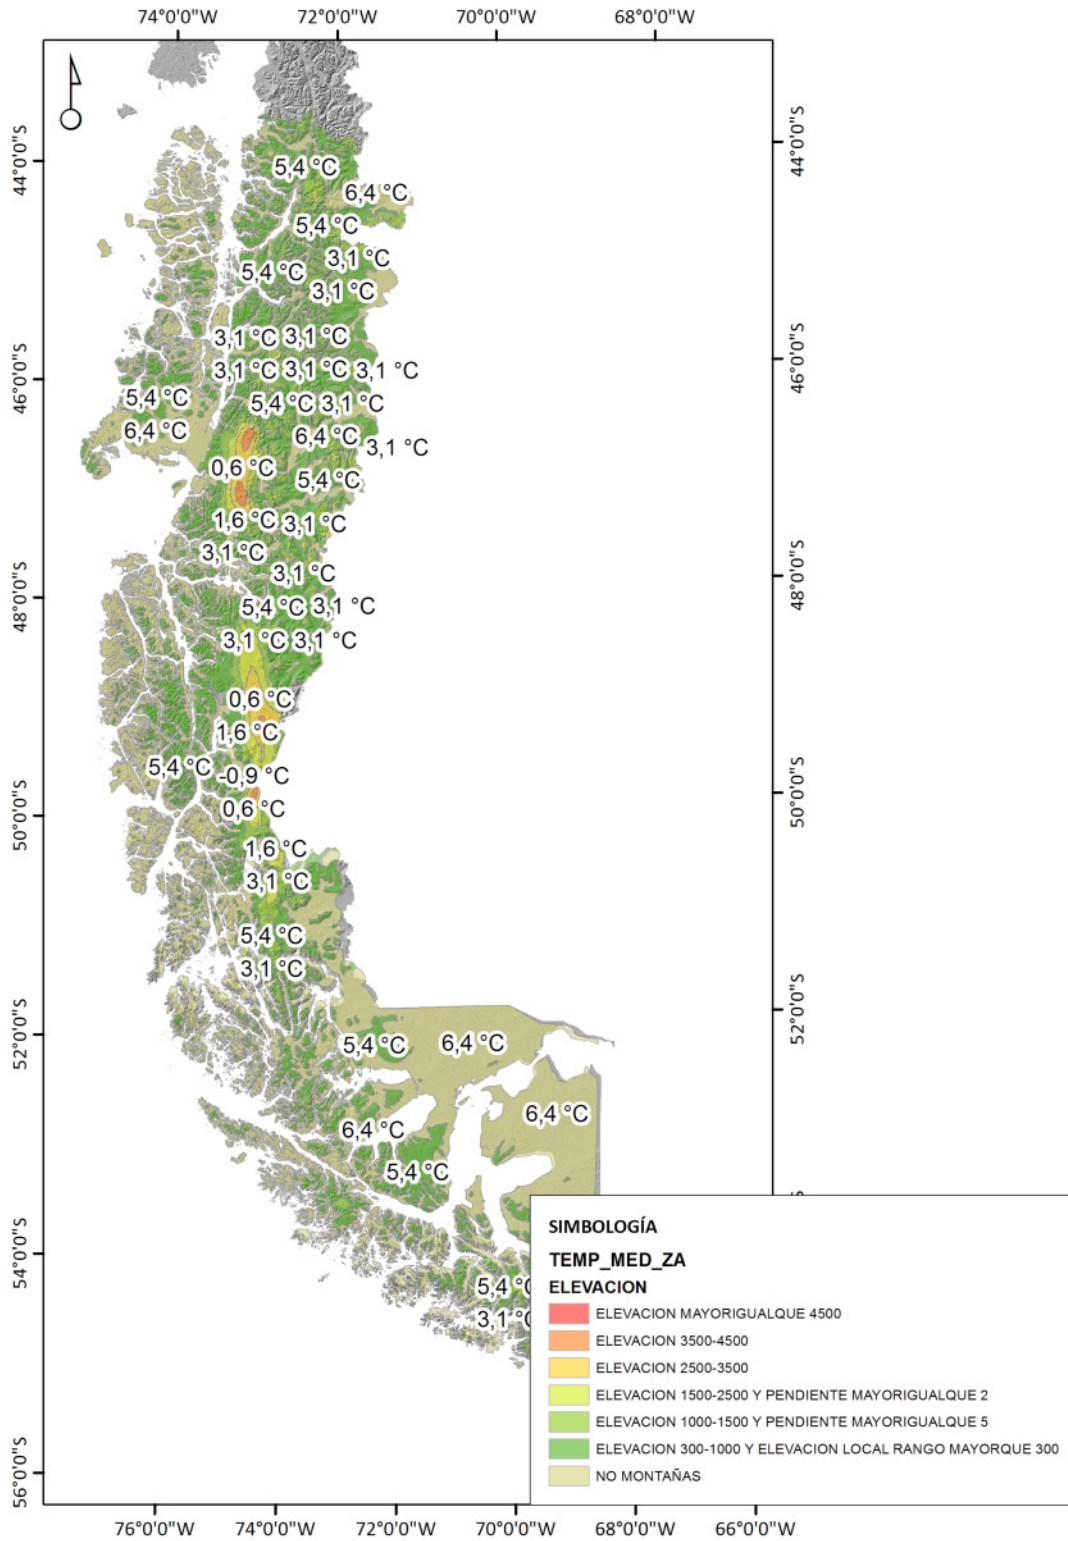 74°0'0"W 72°0'0"W 70°0'0"W 68°0'0"W
44°0'0"S
44°0'0"S
5,4 °C
6,4 °C
5,4 °C
3,1 °C
5,4 °C
3,1 °C
3,1 °C 3,1 °C
46°0'0"S
3,1 °C 3,1 °C 3,1 °C
46°0'0"S
5,4 °C 5,4 °C 3,1 °C
6,4 °C 6,4 °C
3,1 °C
0,6 °C
5,4 °C
1,6 °C 3,1 °C
3,1 °C
48°0'0"S
3,1 °C
48°0'0"S
5,4 °C 3,1 °C
3,1 °C 3,1 °C
0,6 °C
1,6 °C
5,4 °C
-0,9 °C
50°0'0"S
0,6 °C
50°0'0"S
1,6 °C
3,1 °C
5,4 °C
3,1 °C
52°0'0"S
52°0'0"S
5,4 °C 6,4 °C
6,4 °C
6,4 °C
5,4 °C
54°0'0"S
5,4 °C
3,1 °C
SIMBOLOGÍA
TEMP_MED_ZA
ELEVACION
ELEVACION MAYORIGUALQUE 4500
ELEVACION 3500-4500
ELEVACION 2500-3500
ELEVACION 1500-2500 Y PENDIENTE MAYORIGUALQUE 2
ELEVACION 1000-1500 Y PENDIENTE MAYORIGUALQUE 5
ELEVACION 300-1000 Y ELEVACION LOCAL RANGO MAYORQUE 300
NO MONTAÑAS
56°0'0"S
76°0'0"W 74°0'0"W 72°0'0"W 70°0'0"W 68°0'0"W 66°0'0"W